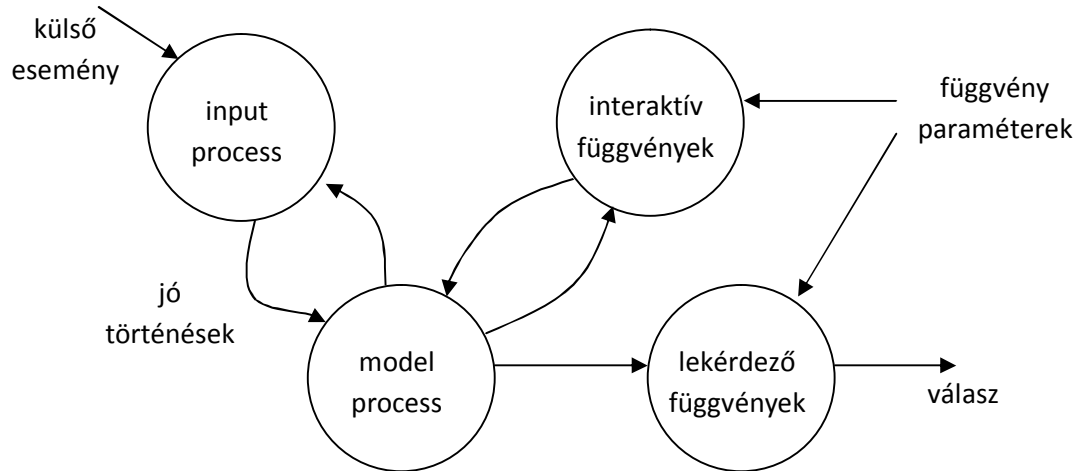 külső
esemény
input
process
interaktív
függvények
függvény
paraméterek
jó
történések
model
process
lekérdező
függvények
válasz